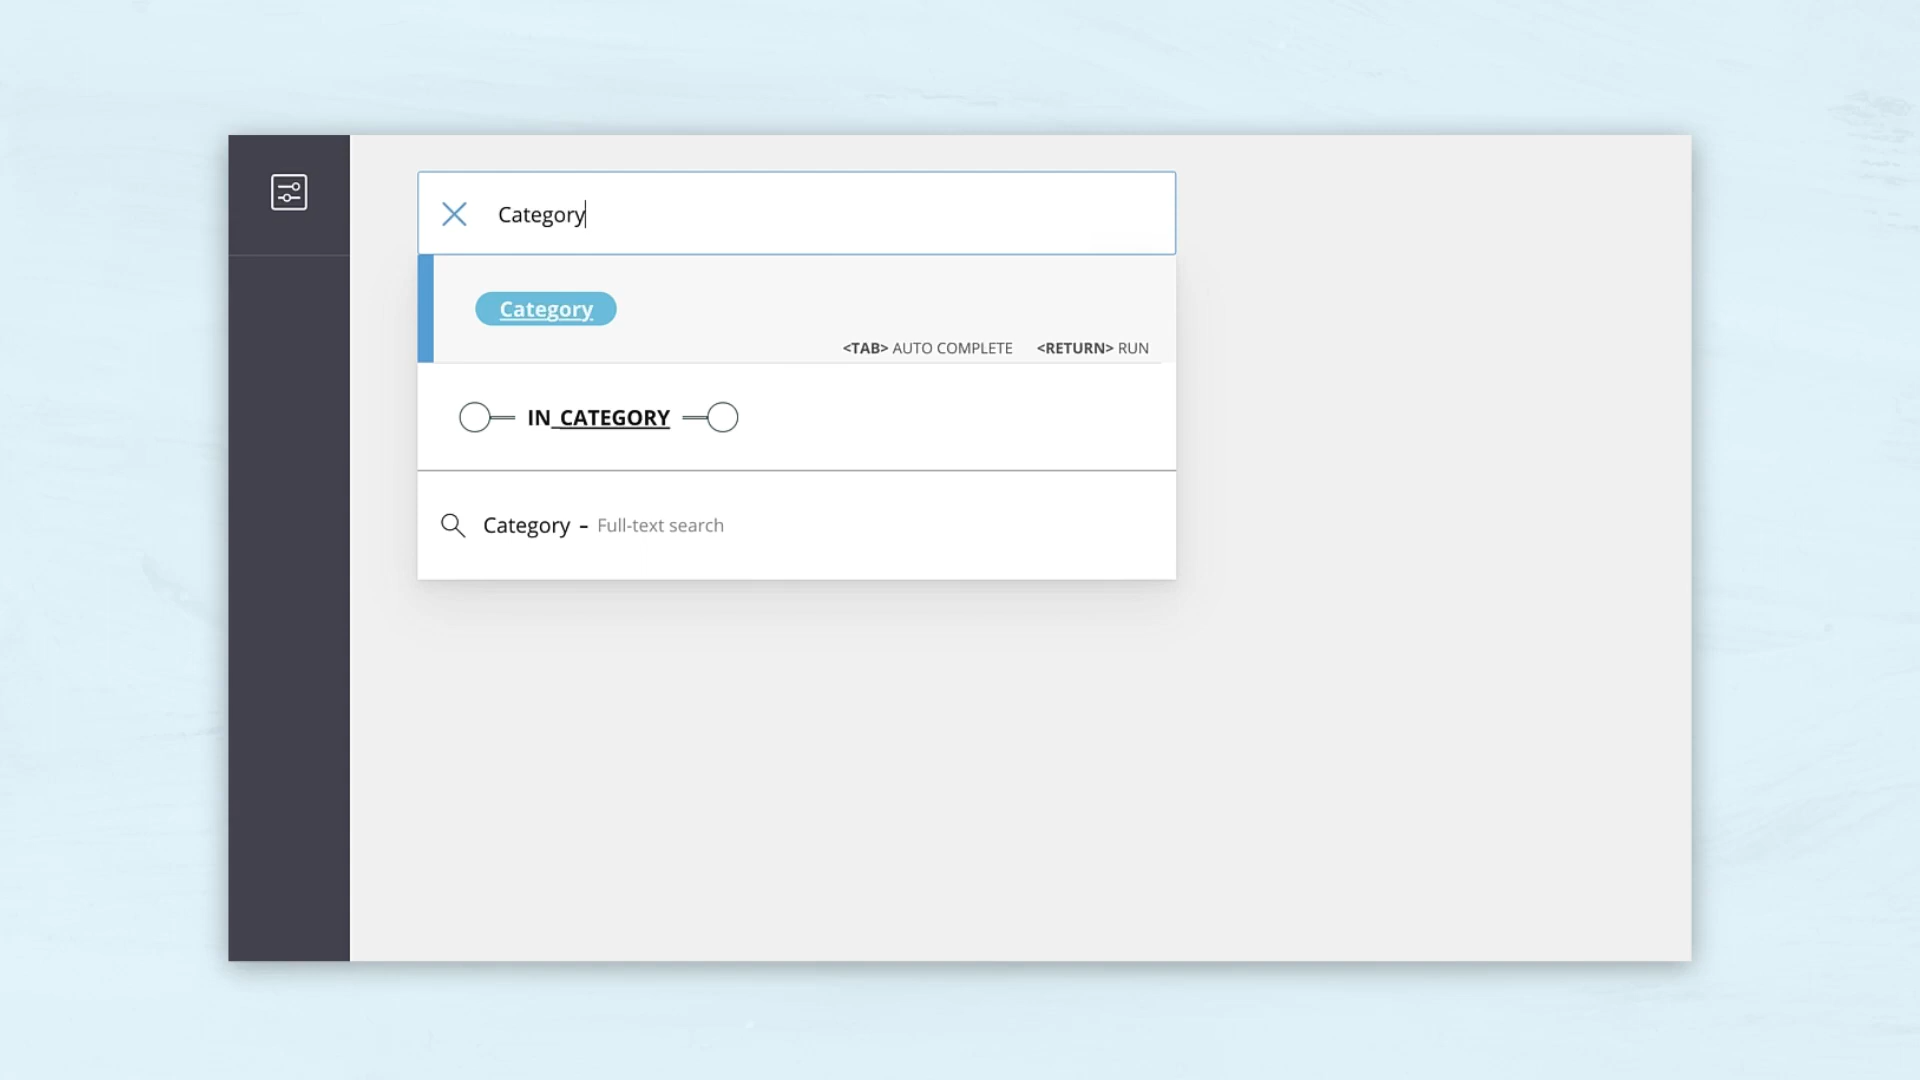 Category
Category
<TAB> AUTO COMPLETE <RETURN> RUN
IN_CATEGORY
Category – Full-text search